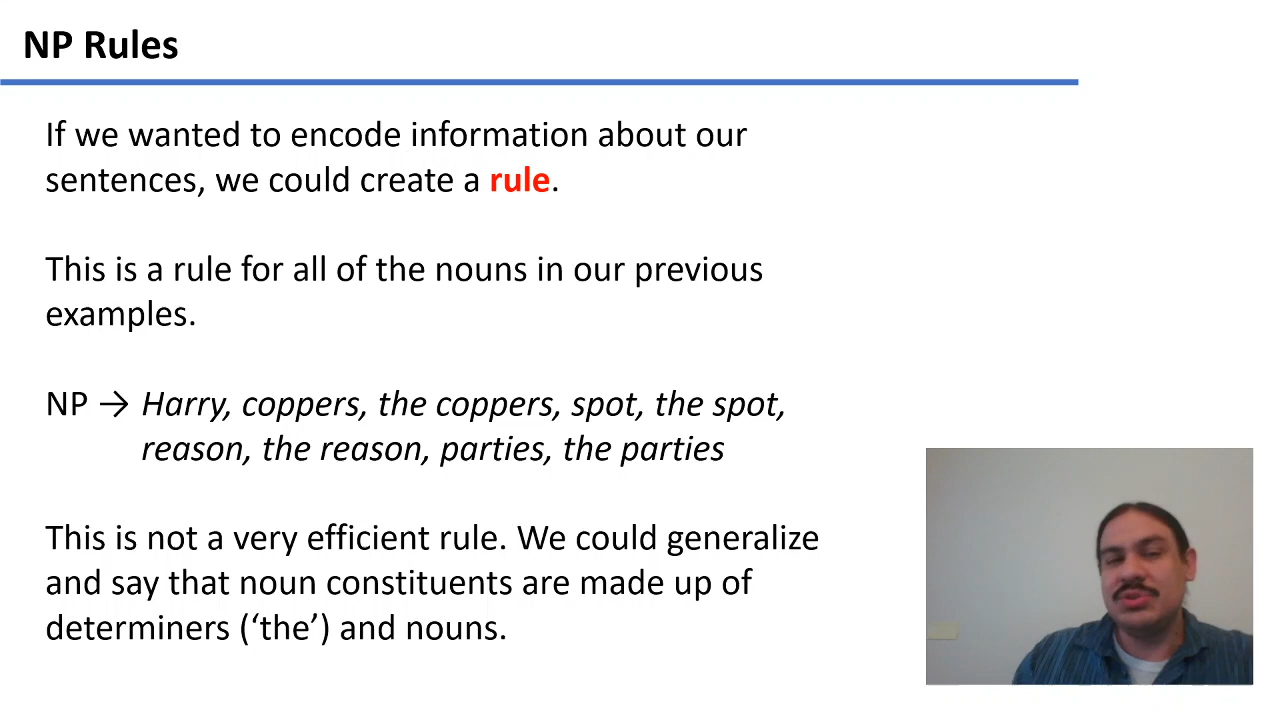 NP Rules
If we wanted to encode information about our
sentences, we could create a rule.
This is a rule for all of the nouns in our previous
examples.
NP → Harry, coppers, the coppers, spot, the spot,
reason, the reason, parties, the parties
This is not a very efficient rule. We could generalize
and say that noun constituents are made up of
determiners (‘the’) and nouns.